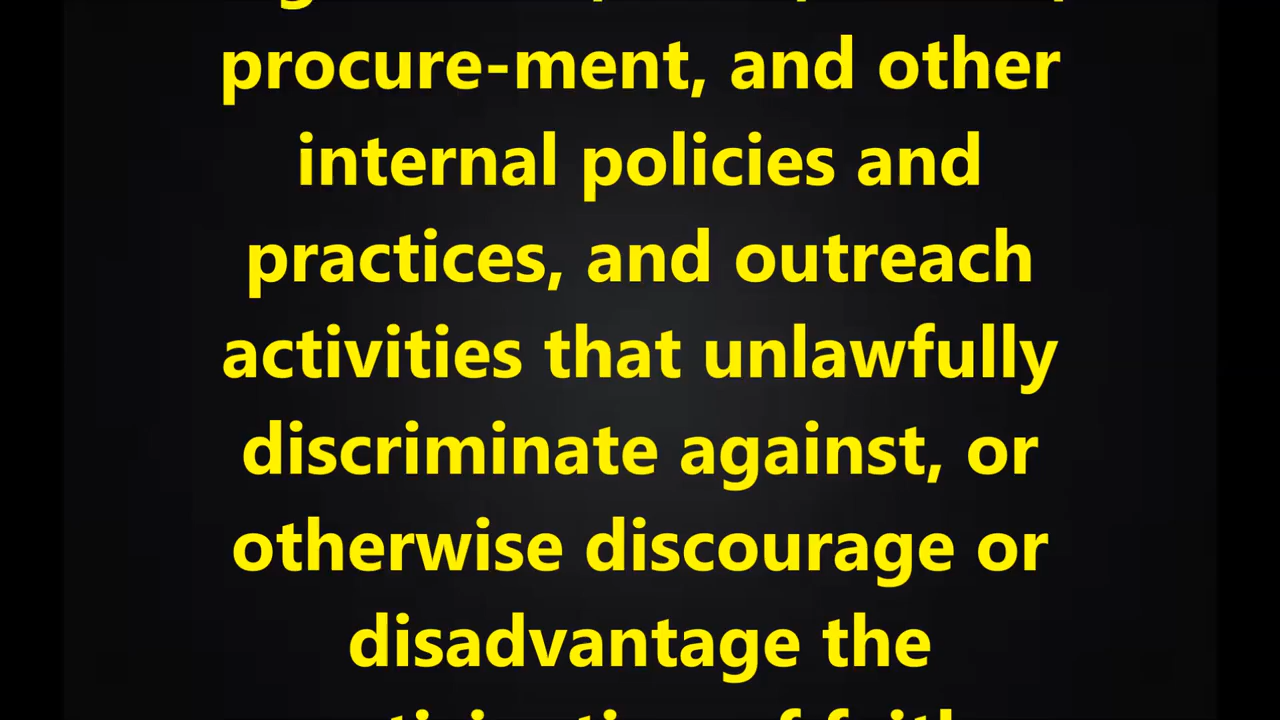 procure-ment, and other
internal policies and
practices, and outreach
activities that unlawfully
discriminate against, or
otherwise discourage or
disadvantage the